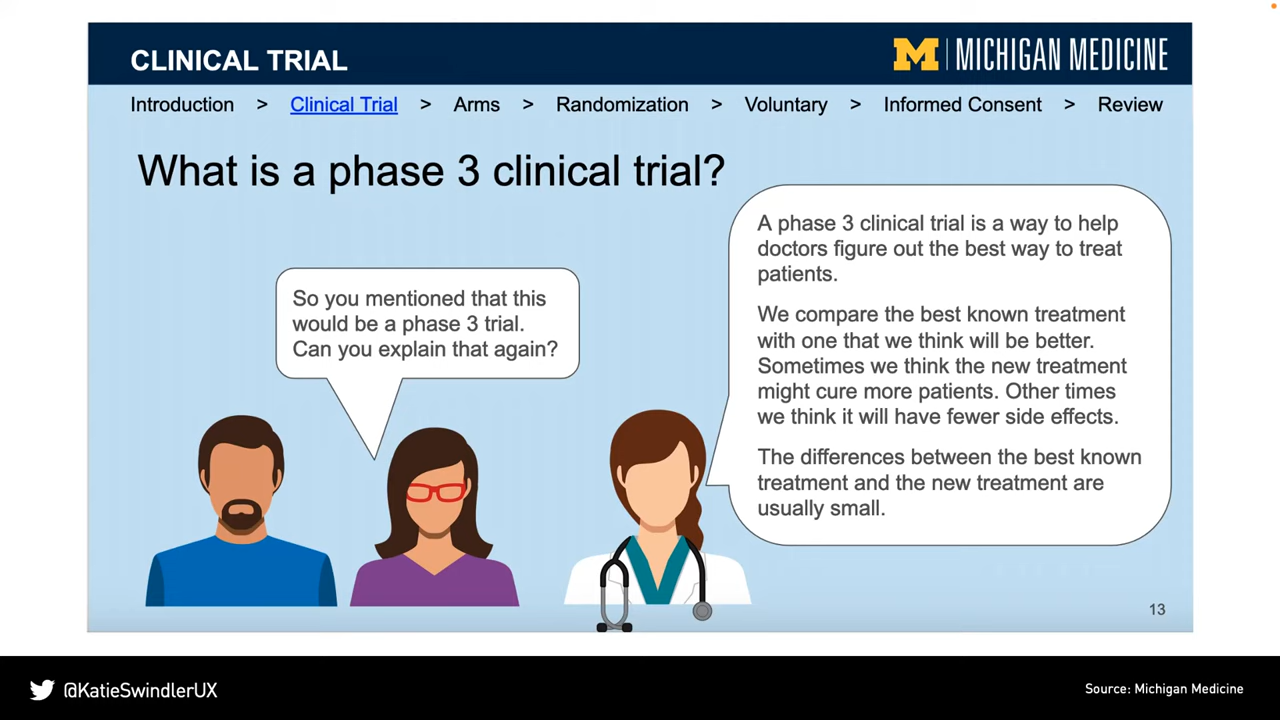 CLINICAL TRIAL
M | MICHIGAN MEDICINE
Introduction > Clinical Trial > Arms > Randomization > Voluntary > Informed Consent > Review
What is a phase 3 clinical trial?
So you mentioned that this
would be a phase 3 trial.
Can you explain that again?
A phase 3 clinical trial is a way to help
doctors figure out the best way to treat
patients.
We compare the best known treatment
with one that we think will be better.
Sometimes we think the new treatment
might cure more patients. Other times
we think it will have fewer side effects.
The differences between the best known
treatment and the new treatment are
usually small.
13
@KatieSwindlerUX
Source: Michigan Medicine